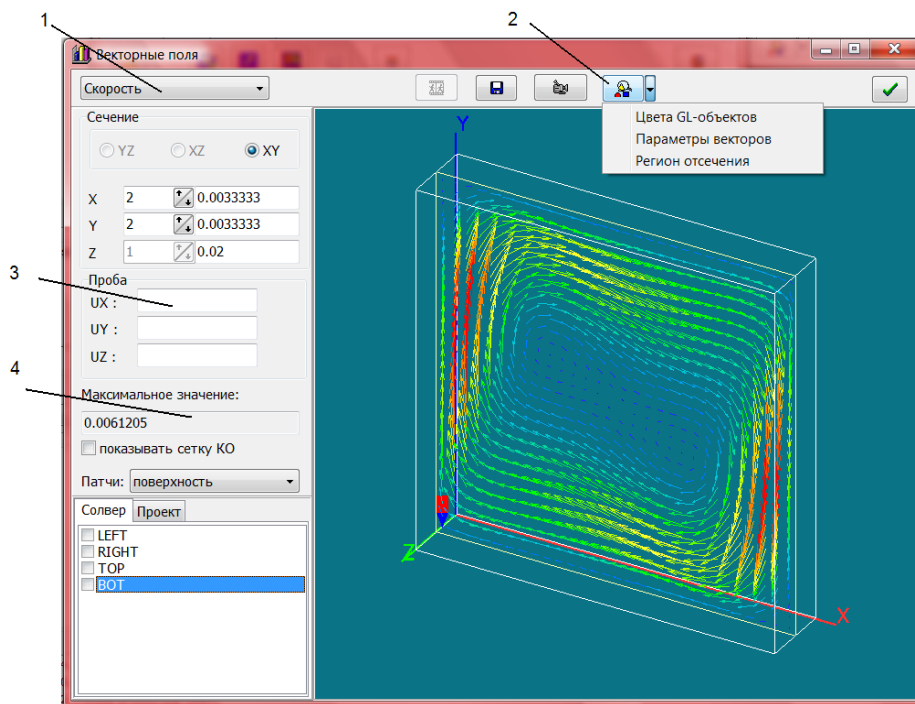 1
2
Векторные поля
Скорость
Цвета GL-объектов
Параметры векторов
Регион отсечения
Сечение
YZ XZ XY
X 2 0.0033333
Y 2 0.0033333
Z 1 0.02
3
Проба
UX :
UY :
UZ :
4
Максимальное значение:
0.0061205
показывать сетку КО
Патчи: поверхность
Солвер Проект
LEFT
RIGHT
TOP
BOT
Y
Z
X